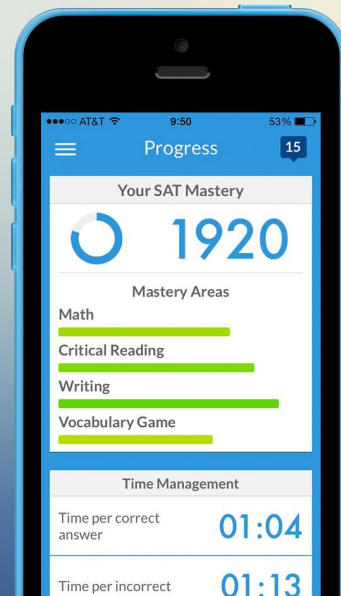 AT&T 9:50 53%
Progress 15
Your SAT Mastery
1920
Mastery Areas
Math
Critical Reading
Writing
Vocabulary Game
Time Management
Time per correct
answer
01:04
Time per incorrect
01:13